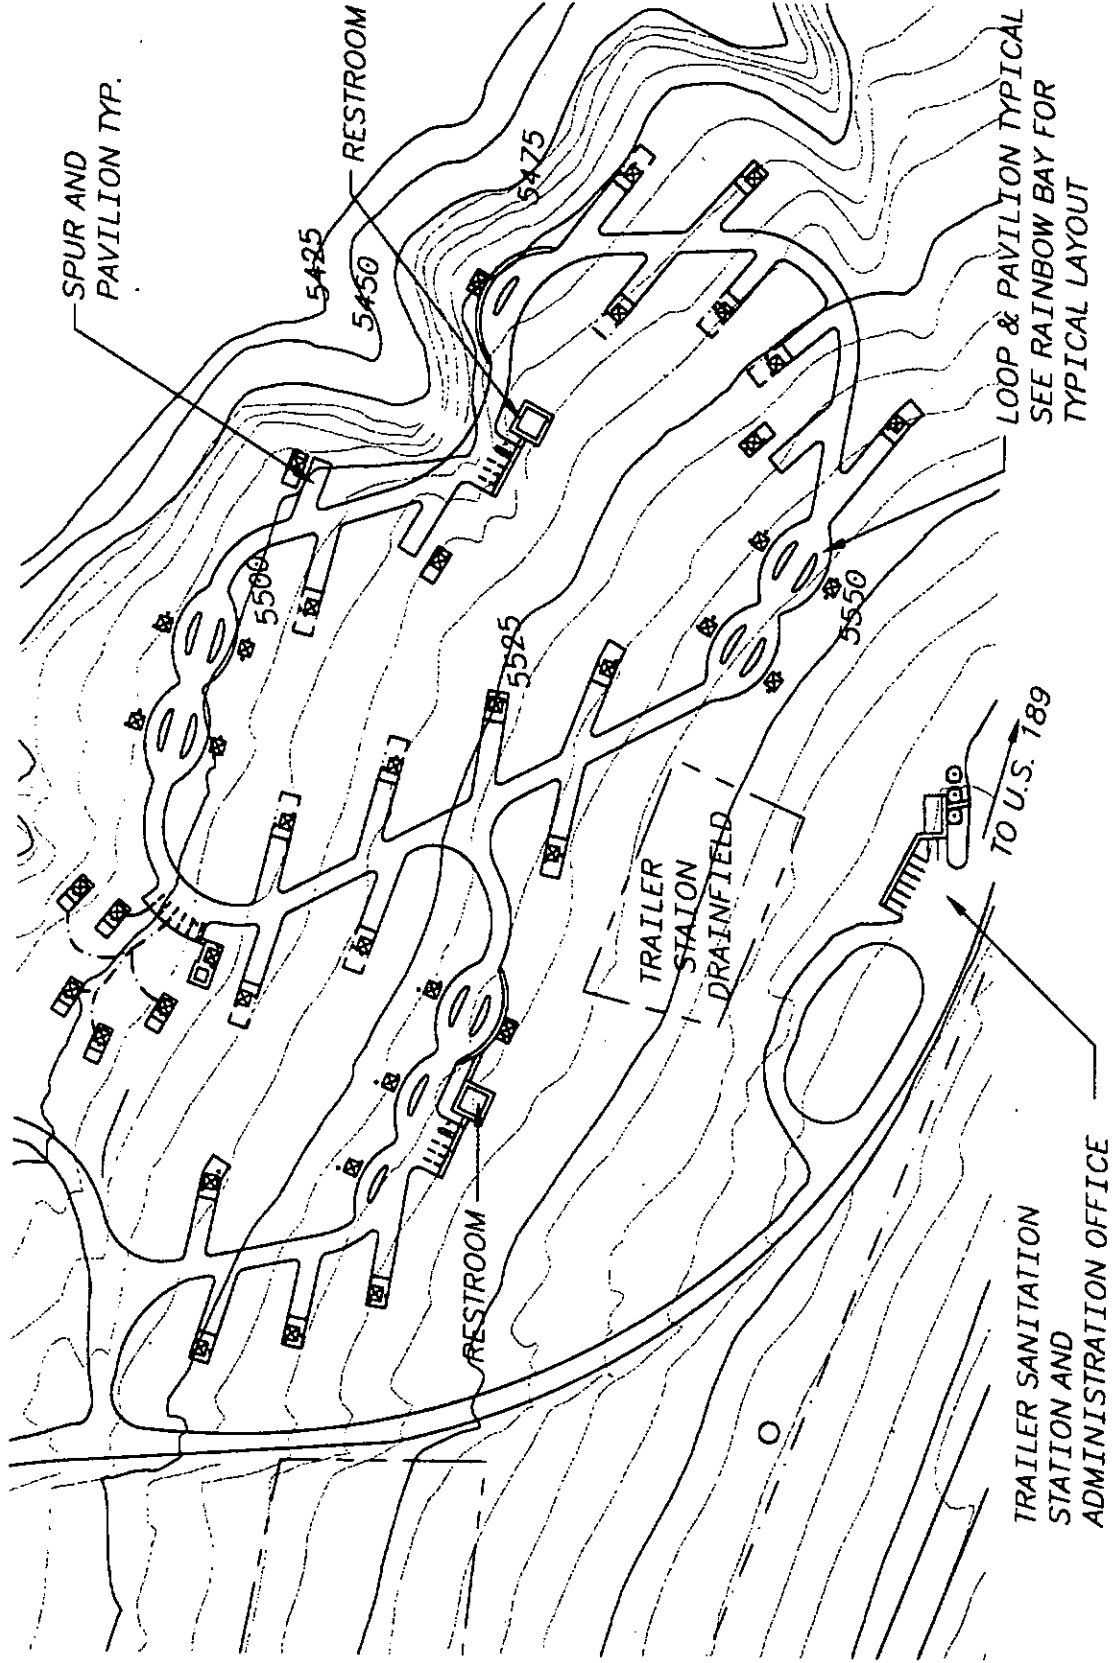 SPUR AND
PAVILION TYP.
RESTROOM
5425
5450
5475
5500
5525
5550
LOOP & PAVILION TYPICAL
SEE RAINBOW BAY FOR
TYPICAL LAYOUT
TRAILER
STAION
DRAINFIELD
TO U.S. 189
RESTROOM
TRAILER SANITATION
STATION AND
ADMINISTRATION OFFICE